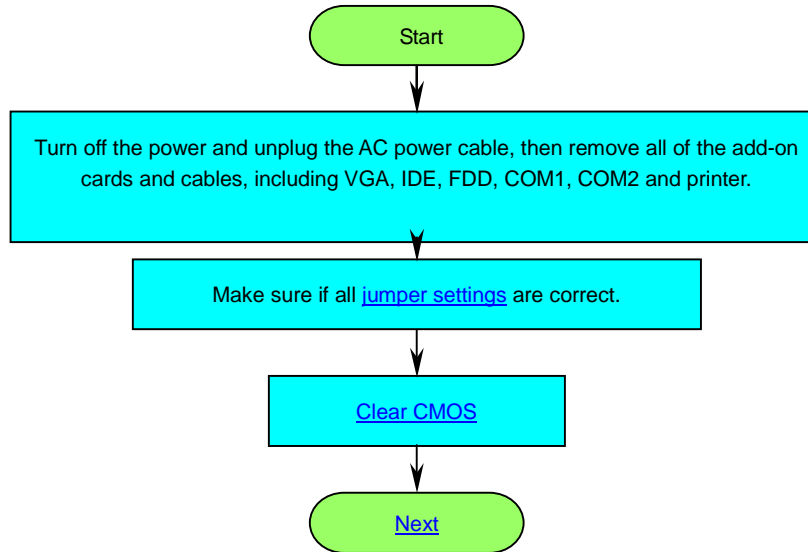 Start
Turn off the power and unplug the AC power cable, then remove all of the add-on
cards and cables, including VGA, IDE, FDD, COM1, COM2 and printer.
Make sure if all jumper settings are correct.
Clear CMOS
Next